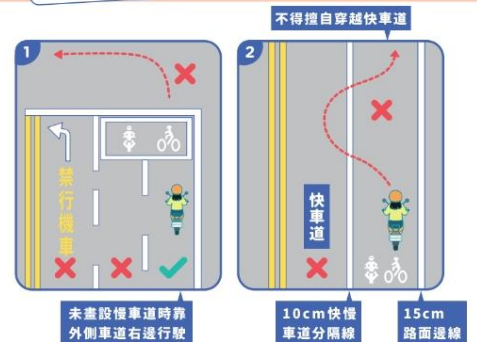 不得擅自穿越快車道
1
2
禁行機車
快車道
未畫設慢車道時靠
外側車道右邊行駛
10cm快慢
車道分隔線
15cm
路面邊線